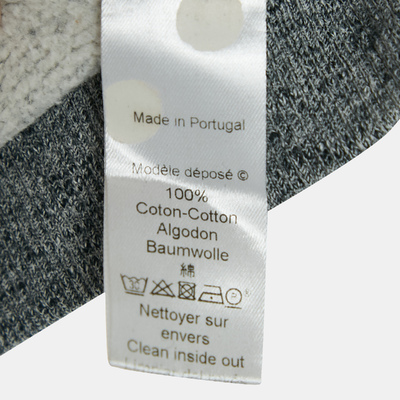 Made in Portugal
Modèle déposé ©
100%
Coton-Cotton
Algodon
Baumwolle
綿
Nettoyer sur
envers
Clean inside out